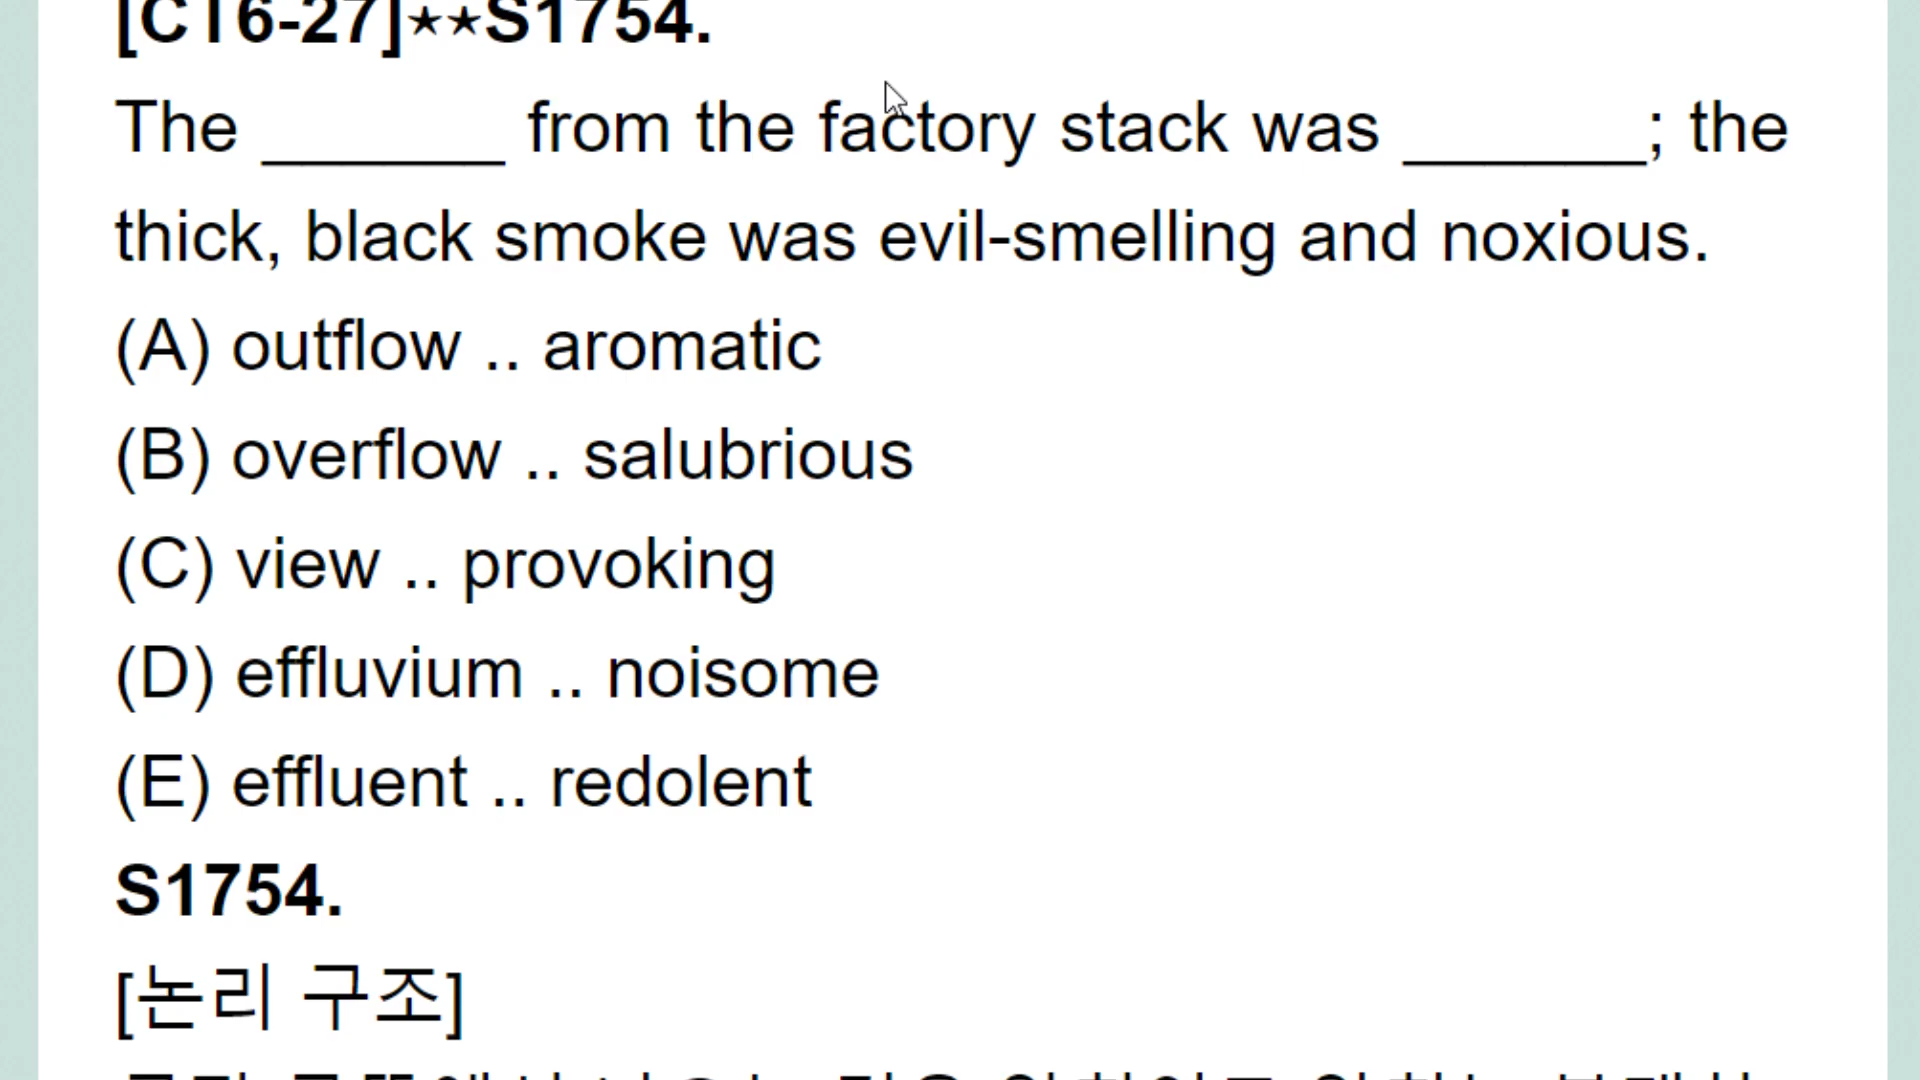 [CT6-27]★★S1754.
The ______ from the factory stack was ______; the
thick, black smoke was evil-smelling and noxious.
(A) outflow .. aromatic
(B) overflow .. salubrious
(C) view .. provoking
(D) effluvium .. noisome
(E) effluent .. redolent
S1754.
[논리 구조]